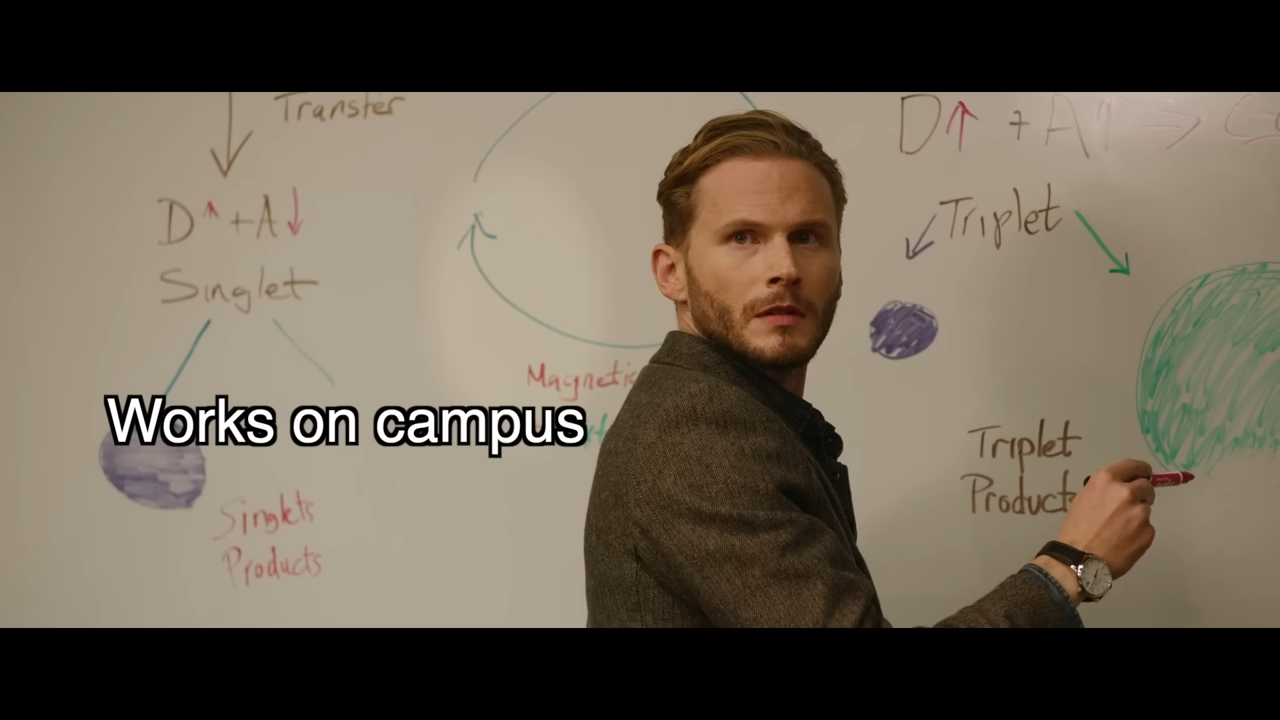 Transfer
D↑ + A↓
Singlet
Works on campus
Singlets
Products
Magnetic
D↑ + A↑ →
Triplet
Triplet
Products